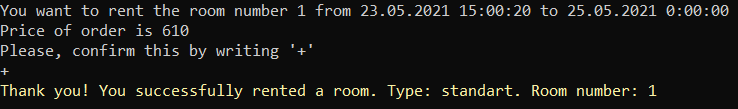 You want to rent the room number 1 from 23.05.2021 15:00:20 to 25.05.2021 0:00:00
Price of order is 610
Please, confirm this by writing '+'
+
Thank you! You successfully rented a room. Type: standart. Room number: 1